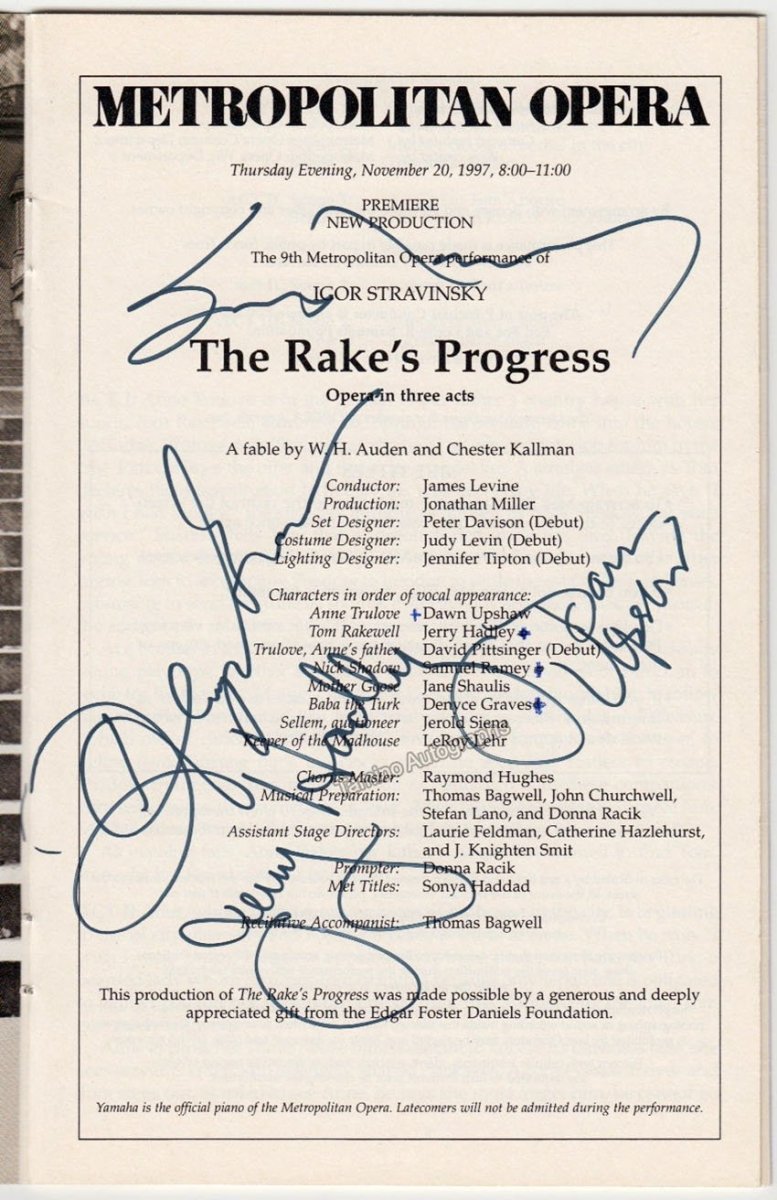 METROPOLITAN OPERA
Thursday Evening, November 20, 1997, 8:00–11:00
PREMIERE
NEW PRODUCTION
The 9th Metropolitan Opera performance of
IGOR STRAVINSKY
The Rake's Progress
Opera in three acts
A fable by W. H. Auden and Chester Kallman
Conductor: James Levine
Production: Jonathan Miller
Set Designer: Peter Davison (Debut)
Costume Designer: Judy Levin (Debut)
Lighting Designer: Jennifer Tipton (Debut)
Characters in order of vocal appearance:
Anne Trulove Dawn Upshaw
Tom Rakewell Jerry Hadley
Trulove, Anne's father David Pittsinger (Debut)
Nick Shadow Samuel Ramey
Mother Goose Jane Shaulis
Baba the Turk Denyce Graves
Sellem, auctioneer Jerold Siena
Keeper of the Madhouse LeRoy Lehr
Chorus Master: Raymond Hughes
Musical Preparation: Thomas Bagwell, John Churchwell,
Stefan Lano, and Donna Racik
Assistant Stage Directors: Laurie Feldman, Catherine Hazlehurst,
and J. Knighten Smit
Prompter: Donna Racik
Met Titles: Sonya Haddad
Recitative Accompanist: Thomas Bagwell
This production of The Rake's Progress was made possible by a generous and deeply
appreciated gift from the Edgar Foster Daniels Foundation.
Yamaha is the official piano of the Metropolitan Opera. Latecomers will not be admitted during the performance.
Dawn
Upshaw
Jerry Hadley
Tamino Autographs